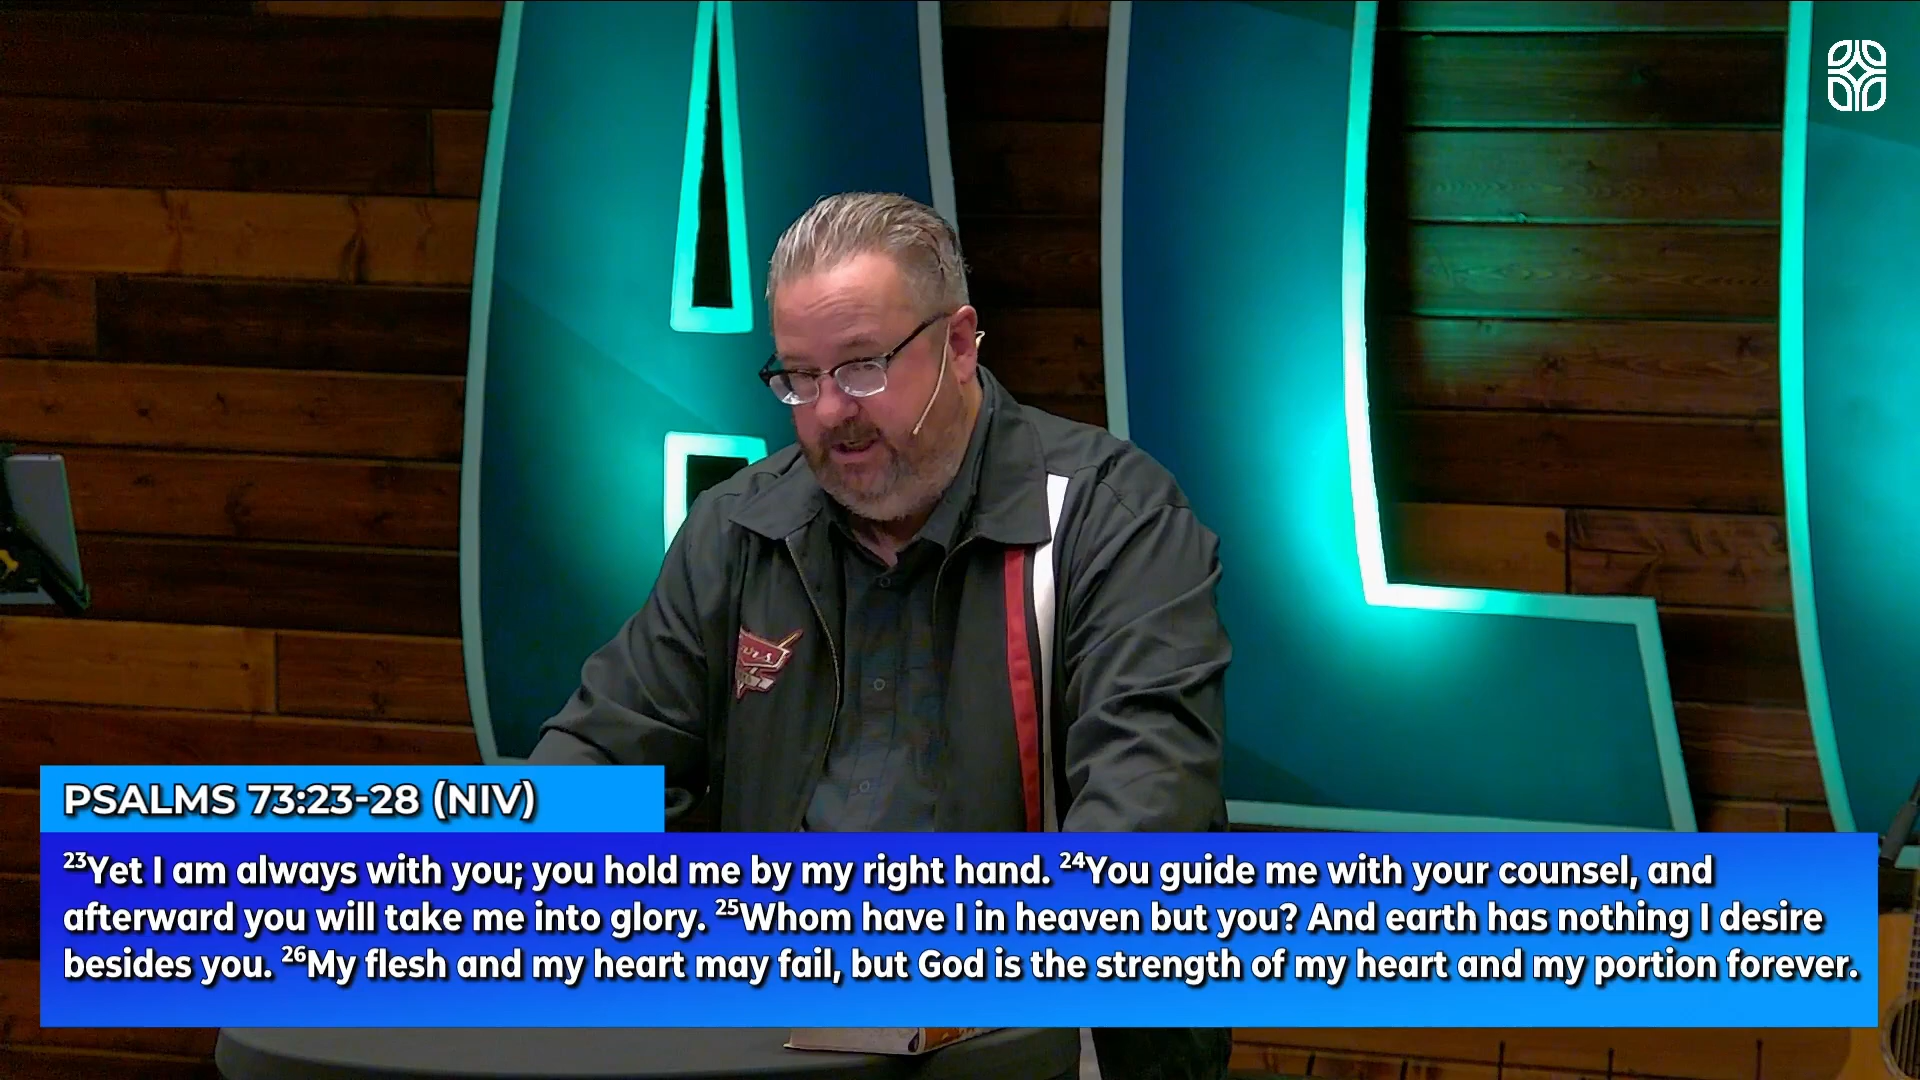 PSALMS 73:23-28 (NIV)
²³Yet I am always with you; you hold me by my right hand. ²⁴You guide me with your counsel, and
afterward you will take me into glory. ²⁵Whom have I in heaven but you? And earth has nothing I desire
besides you. ²⁶My flesh and my heart may fail, but God is the strength of my heart and my portion forever.